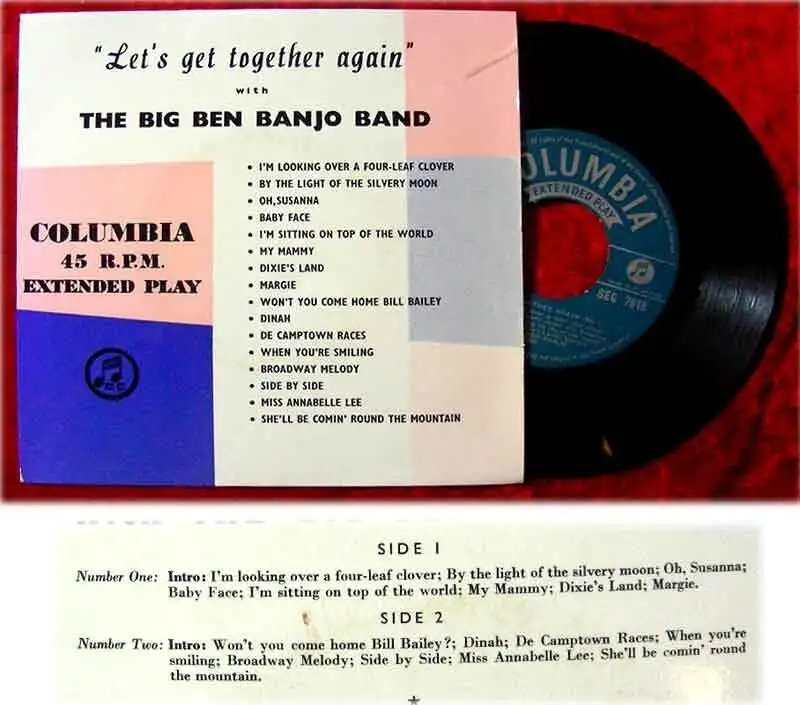 "Let's get together again"
with
THE BIG BEN BANJO BAND
• I'M LOOKING OVER A FOUR-LEAF CLOVER
• BY THE LIGHT OF THE SILVERY MOON
• OH, SUSANNA
• BABY FACE
• I'M SITTING ON TOP OF THE WORLD
• MY MAMMY
• DIXIE'S LAND
• MARGIE
• WON'T YOU COME HOME BILL BAILEY
• DINAH
• DE CAMPTOWN RACES
• WHEN YOU'RE SMILING
• BROADWAY MELODY
• SIDE BY SIDE
• MISS ANNABELLE LEE
• SHE'LL BE COMIN' ROUND THE MOUNTAIN
COLUMBIA
45 R.P.M.
EXTENDED PLAY
OLUMBIA
EXTENDED PLAY
SIDE 1
Number One: Intro: I'm looking over a four-leaf clover; By the light of the silvery moon; Oh, Susanna;
Baby Face; I'm sitting on top of the world; My Mammy; Dixie's Land; Margie.
SIDE 2
Number Two: Intro: Won't you come home Bill Bailey?; Dinah; De Camptown Races; When you're
smiling; Broadway Melody; Side by Side; Miss Annabelle Lee; She'll be comin' round
the mountain.